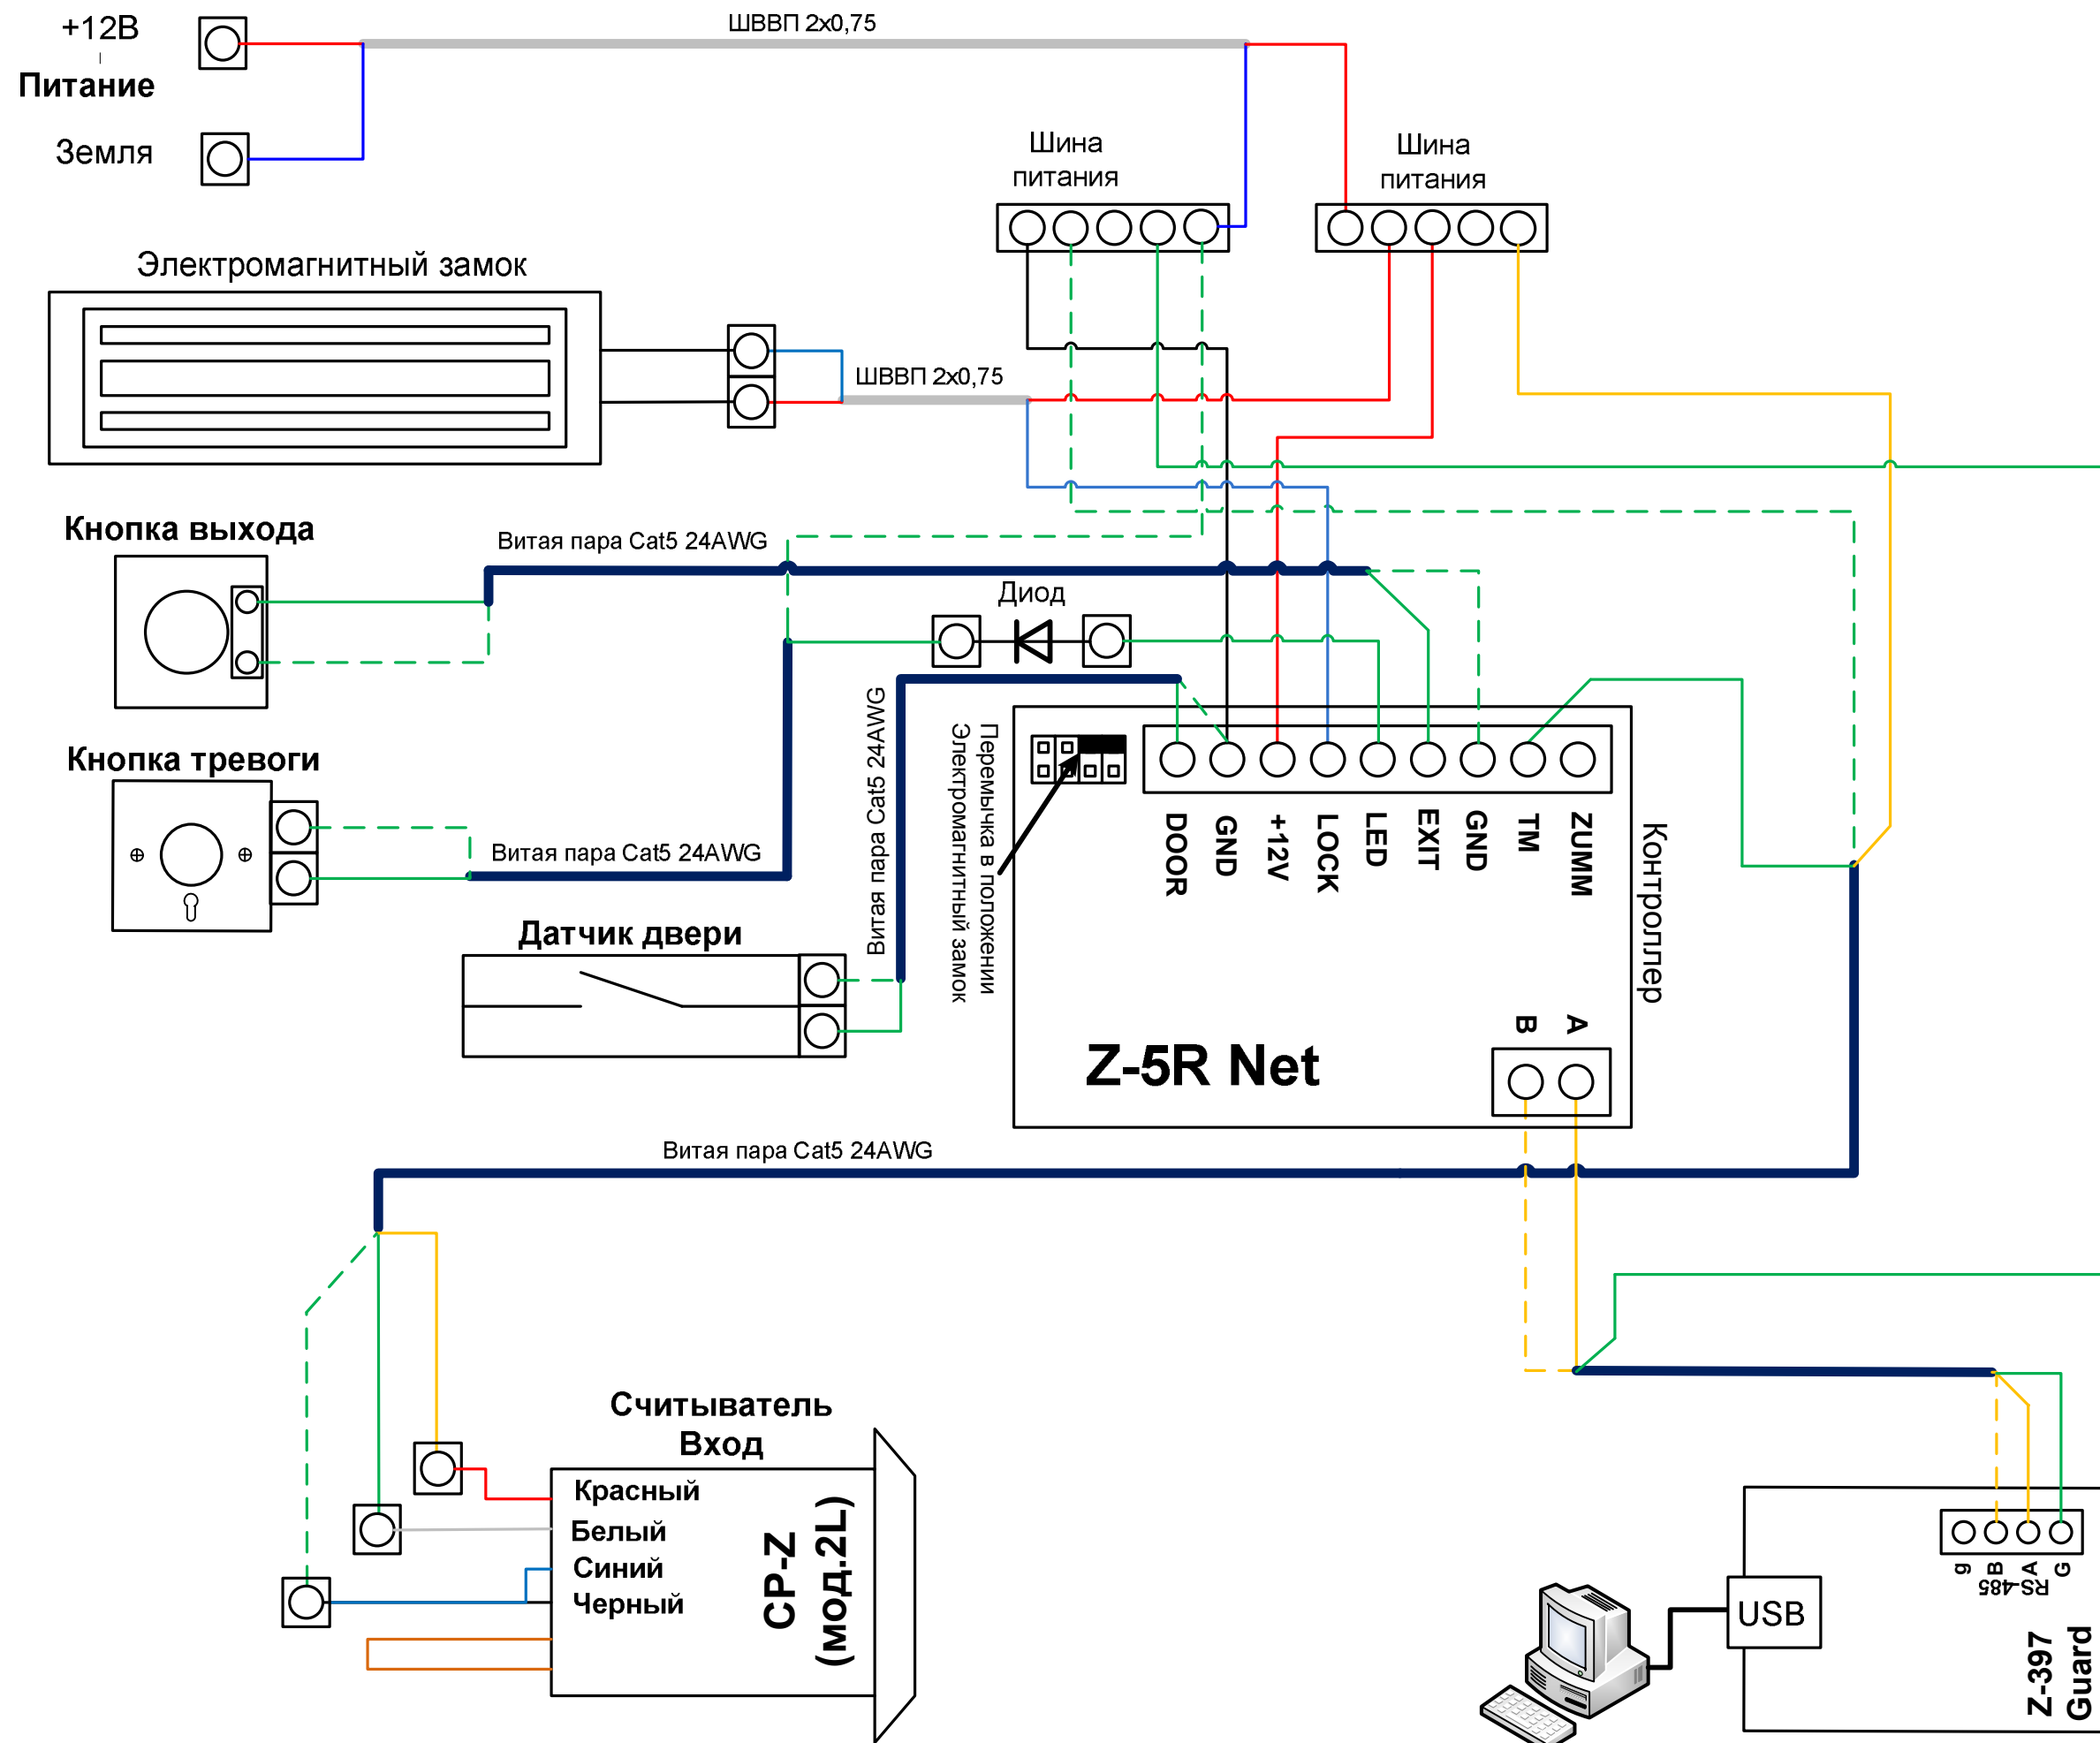 +12В
Питание
Земля
ШВВП 2х0,75
Шина
питания
Шина
питания
Электромагнитный замок
ШВВП 2х0,75
Кнопка выхода
Витая пара Cat5 24AWG
Диод
Кнопка тревоги
Витая пара Cat5 24AWG
Витая пара Cat5 24AWG
Перемычка в положении
Электромагнитный замок
DOOR
GND
+12V
LOCK
LED
EXIT
GND
TM
ZUMM
Контроллер
Датчик двери
B
A
Z-5R Net
Витая пара Cat5 24AWG
Считыватель
Вход
Красный
Белый
Синий
Черный
CP-Z
(мод.2L)
g
B
A
G
RS-485
USB
Z-397
Guard